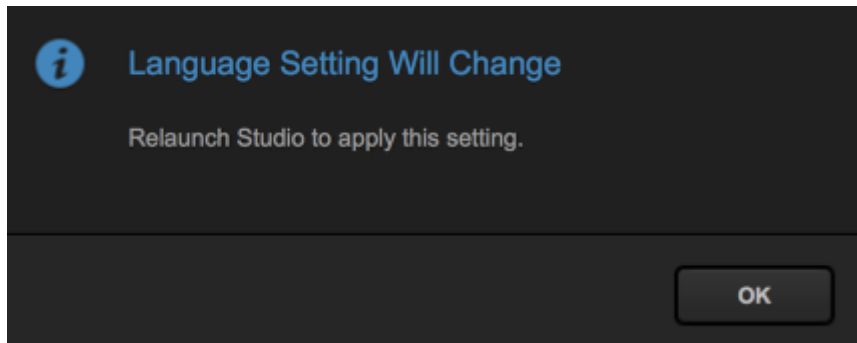 Language Setting Will Change
Relaunch Studio to apply this setting.
OK